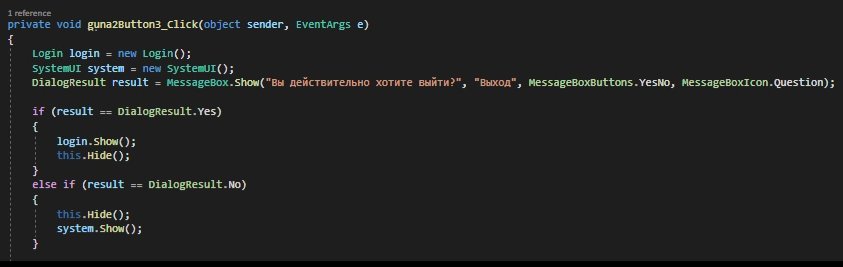 1 reference
private void guna2Button3_Click(object sender, EventArgs e)
{
Login login = new Login();
SystemUI system = new SystemUI();
DialogResult result = MessageBox.Show("Вы действительно хотите выйти?", "Выход", MessageBoxButtons.YesNo, MessageBoxIcon.Question);
if (result == DialogResult.Yes)
{
login.Show();
this.Hide();
}
else if (result == DialogResult.No)
{
this.Hide();
system.Show();
}